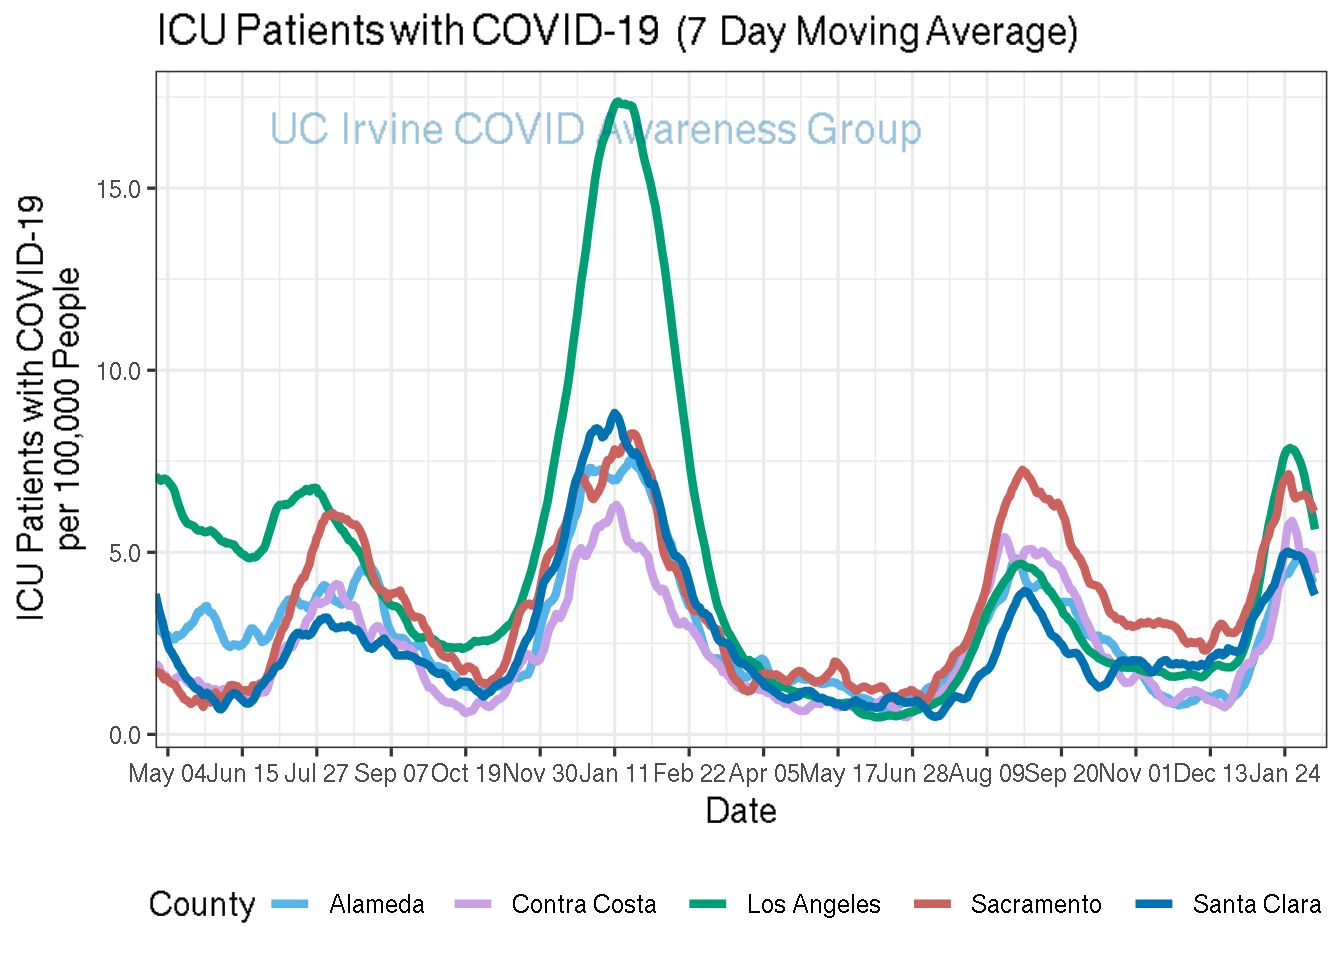 ICU Patients with COVID-19 (7 Day Moving Average)
UC Irvine COVID Awareness Group
ICU Patients with COVID-19
per 100,000 People
15.0
10.0
5.0
0.0
May 04 Jun 15 Jul 27 Sep 07 Oct 19 Nov 30 Jan 11 Feb 22 Apr 05 May 17 Jun 28 Aug 09 Sep 20 Nov 01 Dec 13 Jan 24
Date
County Alameda Contra Costa Los Angeles Sacramento Santa Clara